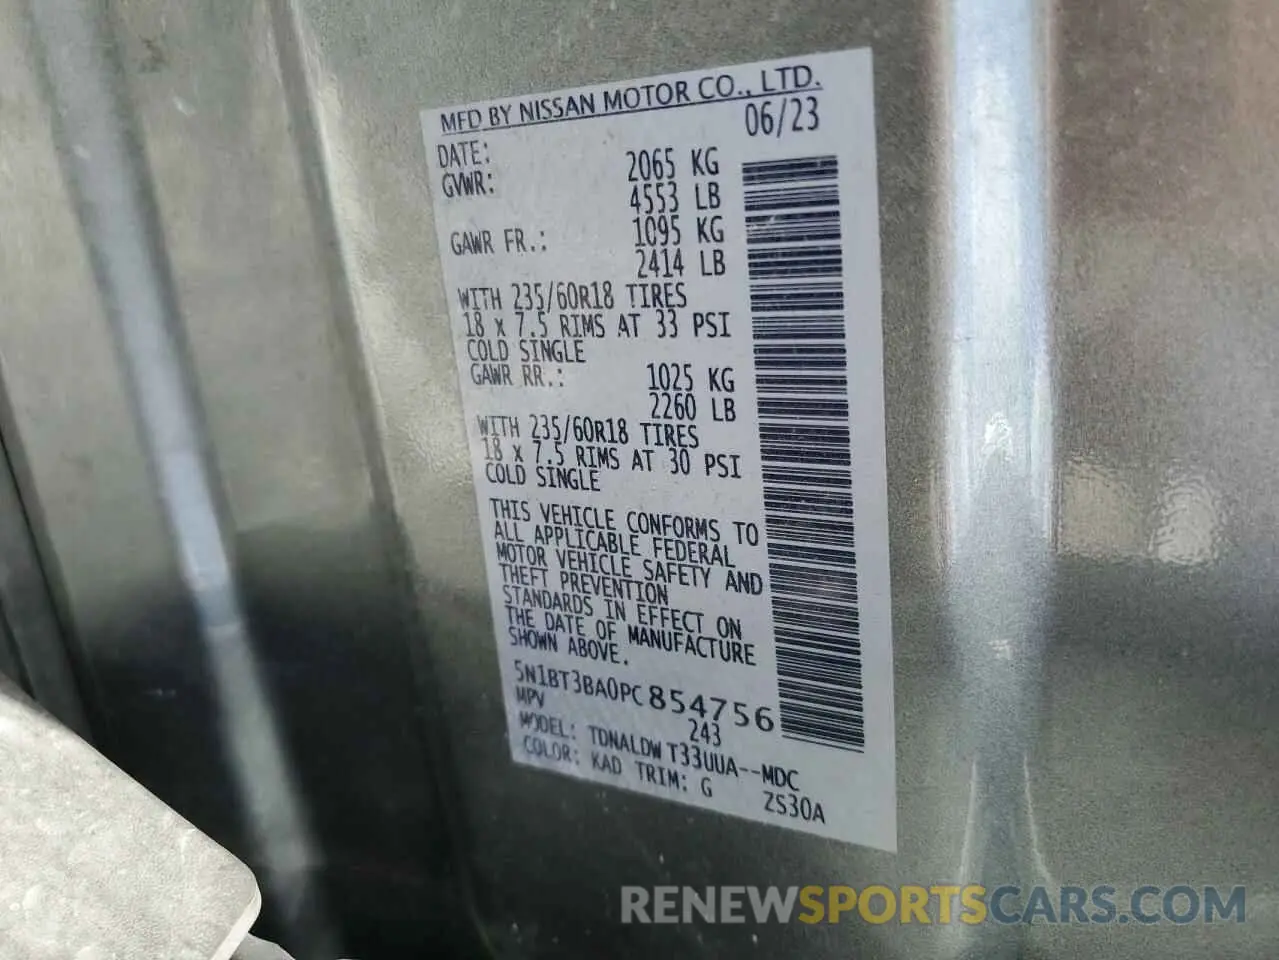 MFD BY NISSAN MOTOR CO., LTD.
DATE: 06/23
GVWR: 2065 KG
4553 LB
GAWR FR.: 1095 KG
2414 LB
WITH 235/60R18 TIRES
18 x 7.5 RIMS AT 33 PSI
COLD SINGLE
GAWR RR.: 1025 KG
2260 LB
WITH 235/60R18 TIRES
18 x 7.5 RIMS AT 30 PSI
COLD SINGLE
THIS VEHICLE CONFORMS TO
ALL APPLICABLE FEDERAL
MOTOR VEHICLE SAFETY AND
THEFT PREVENTION
STANDARDS IN EFFECT ON
THE DATE OF MANUFACTURE
SHOWN ABOVE.
5N1BT3BA0PC854756
MPV 243
MODEL: TDNALDW T33UUA--MDC
COLOR: KAD TRIM: G ZS30A
RENEWSPORTSCARS.COM